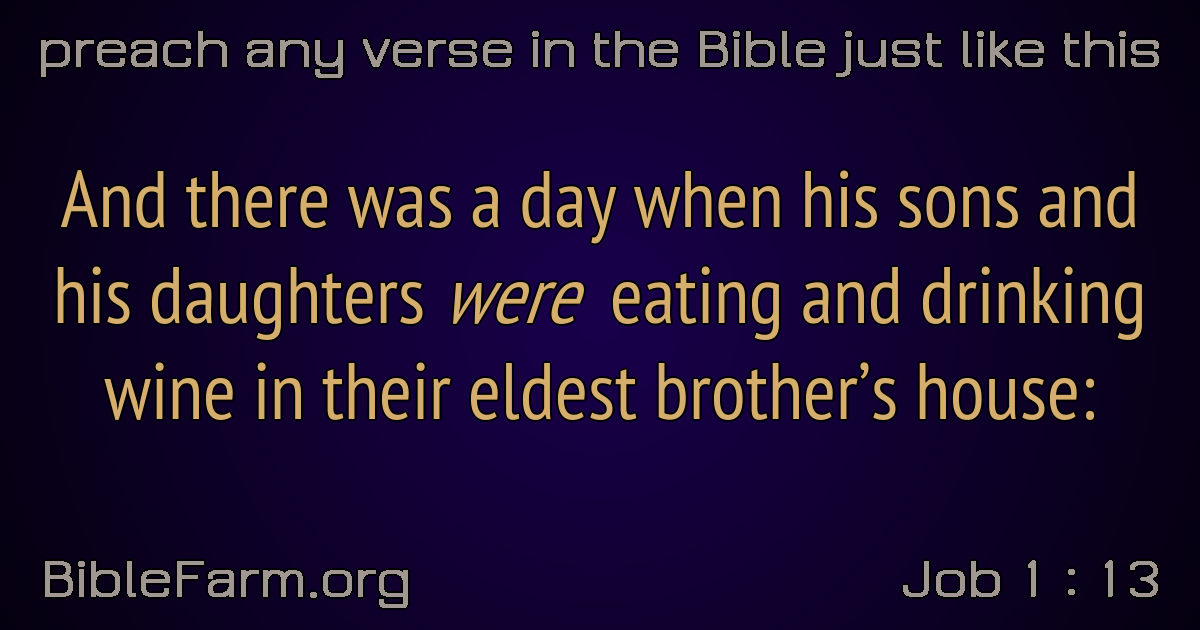 preach any verse in the Bible just like this
And there was a day when his sons and
his daughters were eating and drinking
wine in their eldest brother’s house:
BibleFarm.org
Job 1 : 13